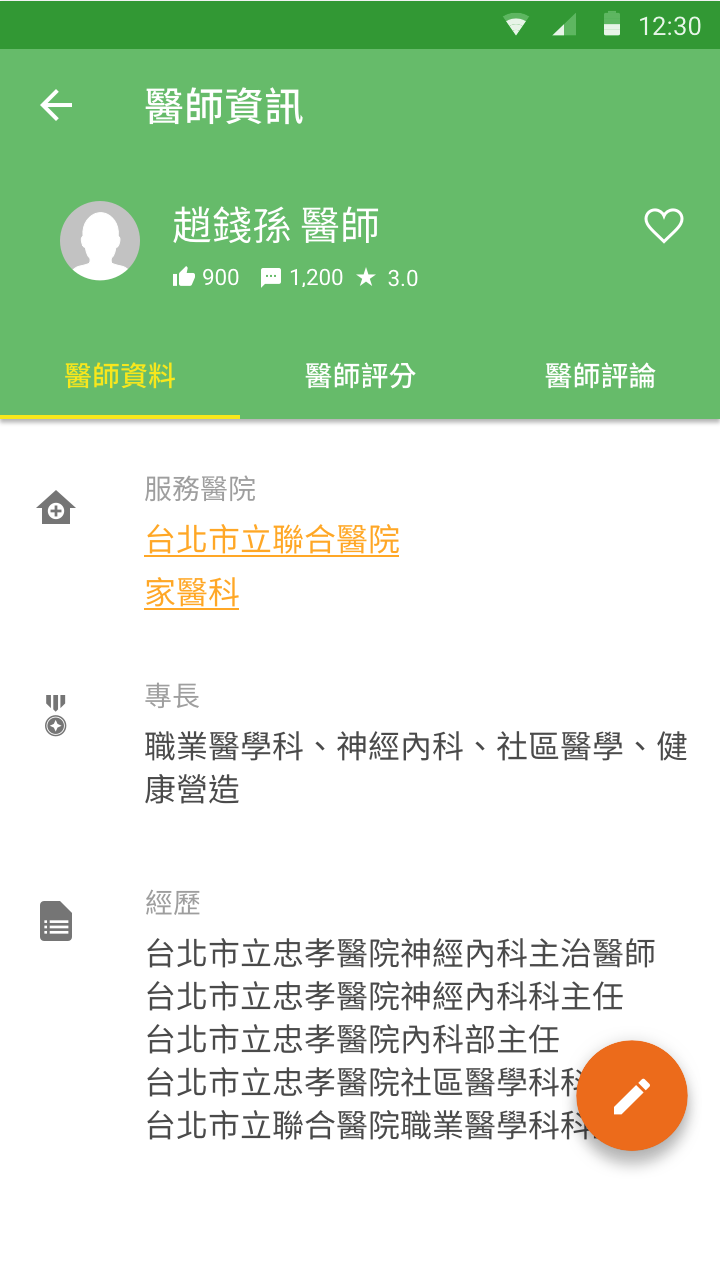 12:30
醫師資訊
趙錢孫 醫師
900 1,200 3.0
醫師資料 醫師評分 醫師評論
服務醫院
台北市立聯合醫院
家醫科
專長
職業醫學科、神經內科、社區醫學、健
康營造
經歷
台北市立忠孝醫院神經內科主治醫師
台北市立忠孝醫院神經內科科主任
台北市立忠孝醫院內科部主任
台北市立忠孝醫院社區醫學科
台北市立聯合醫院職業醫學科科